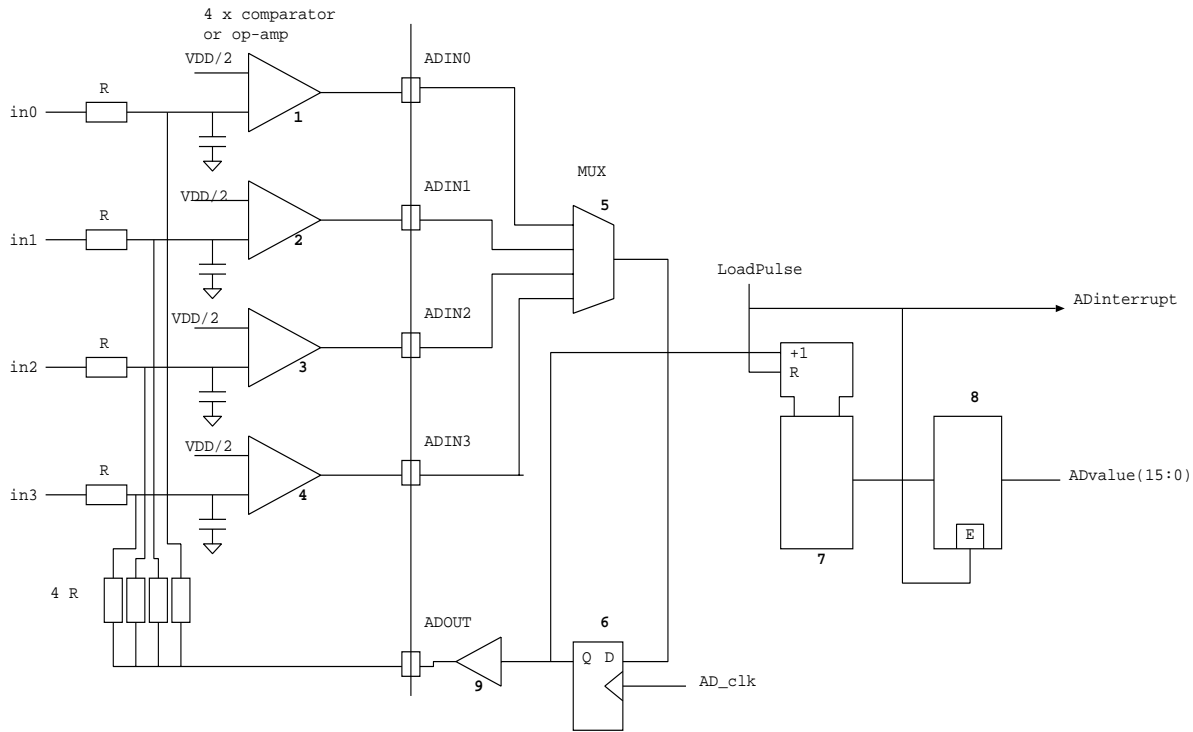 4 x comparator
or op-amp
VDD/2
ADIN0
R
in0
1
MUX
VDD/2
ADIN1
5
R
in1
2
LoadPulse
ADinterrupt
VDD/2
ADIN2
R
in2
3
+1
R
8
VDD/2
ADIN3
R
in3
4
ADvalue(15:0)
E
7
4 R
ADOUT
6
Q D
9
AD_clk